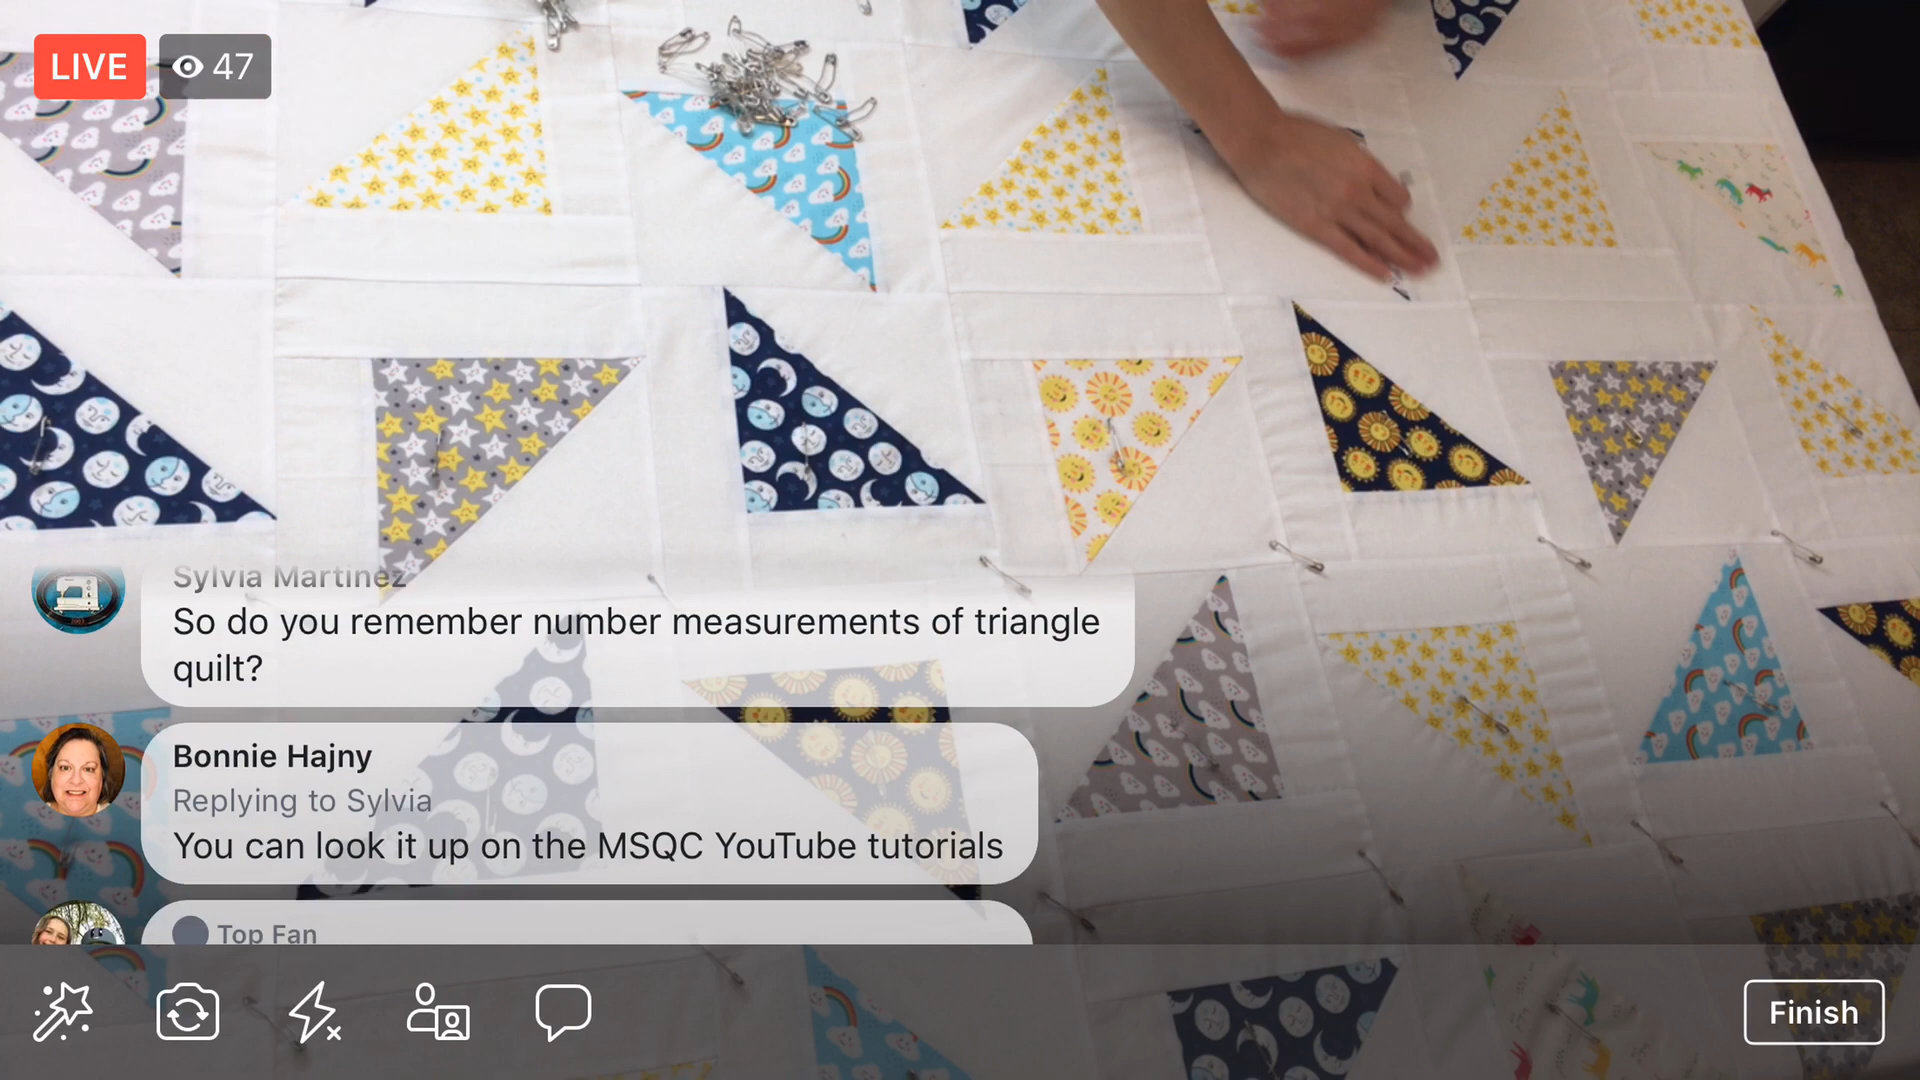 LIVE
47
Sylvia Martinez
So do you remember number measurements of triangle
quilt?
Bonnie Hajny
Replying to Sylvia
You can look it up on the MSQC YouTube tutorials
Top Fan
Finish